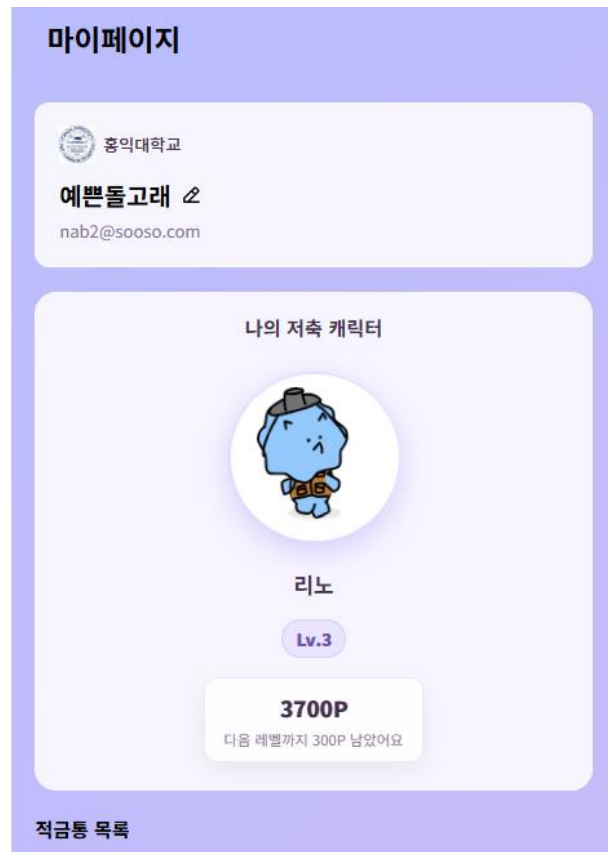 마이페이지
홍익대학교
예쁜돌고래
nab2@sooso.com
나의 저축 캐릭터
리노
Lv.3
3700P
다음 레벨까지 300P 남았어요
적금통 목록